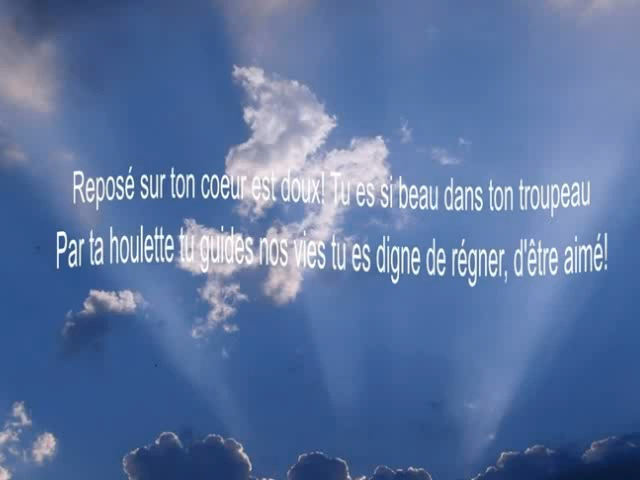 Reposé sur ton coeur est doux! Tu es si beau dans ton troupeau
Par ta houlette tu guides nos vies tu es digne de régner, d'être aimé!